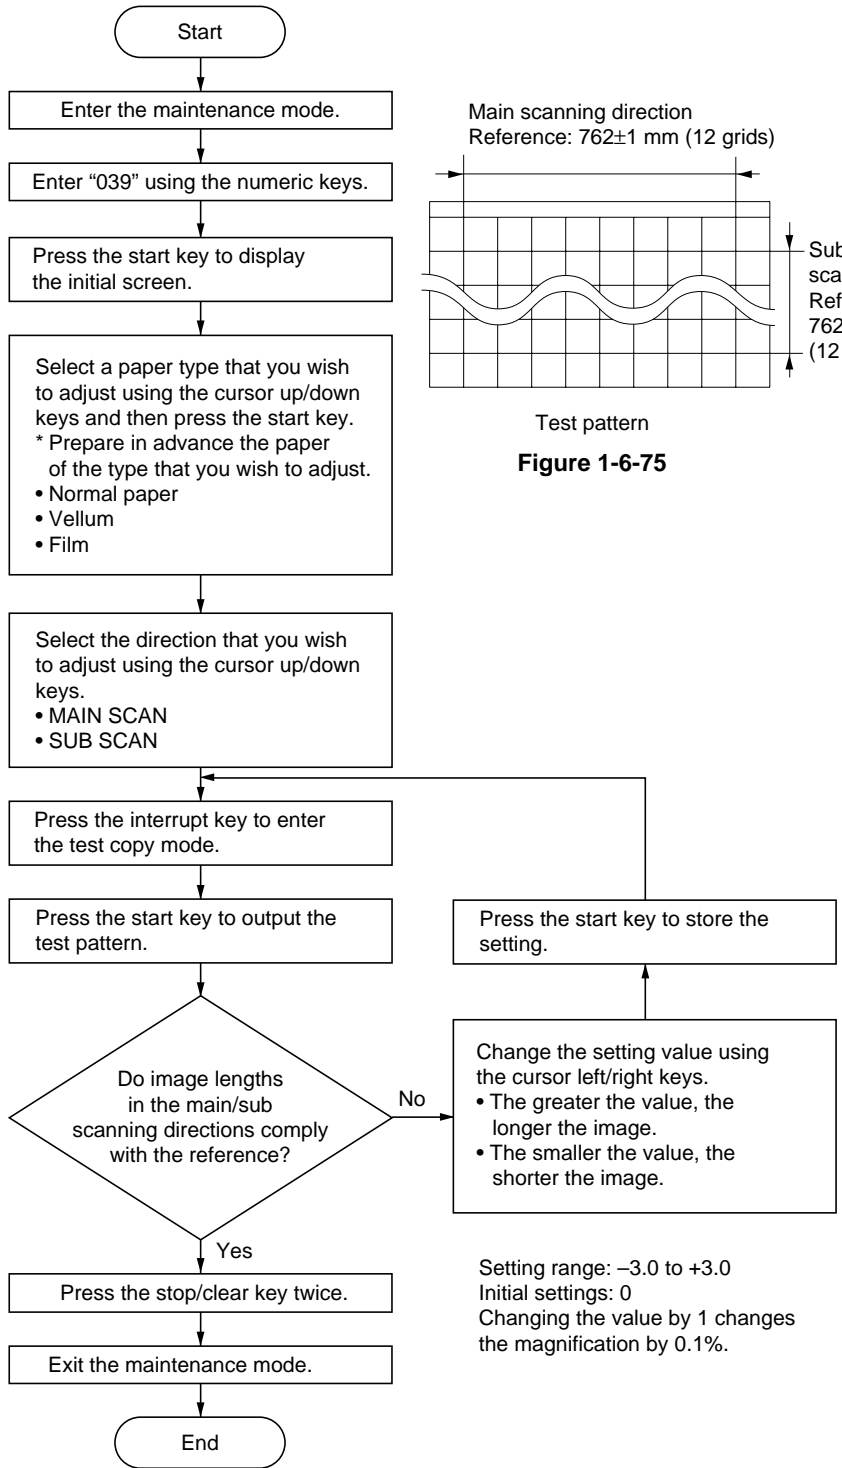 Start
Enter the maintenance mode.
Enter “039” using the numeric keys.
Press the start key to display
the initial screen.
Select a paper type that you wish
to adjust using the cursor up/down
keys and then press the start key.
* Prepare in advance the paper
of the type that you wish to adjust.
• Normal paper
• Vellum
• Film
Select the direction that you wish
to adjust using the cursor up/down
keys.
• MAIN SCAN
• SUB SCAN
Press the interrupt key to enter
the test copy mode.
Press the start key to output the
test pattern.
Do image lengths
in the main/sub
scanning directions comply
with the reference?
No
Change the setting value using
the cursor left/right keys.
• The greater the value, the
longer the image.
• The smaller the value, the
shorter the image.
Press the start key to store the
setting.
Yes
Press the stop/clear key twice.
Exit the maintenance mode.
End
Main scanning direction
Reference: 762±1 mm (12 grids)
Sub
sca
Ref
762
(12
Test pattern
Figure 1-6-75
Setting range: –3.0 to +3.0
Initial settings: 0
Changing the value by 1 changes
the magnification by 0.1%.